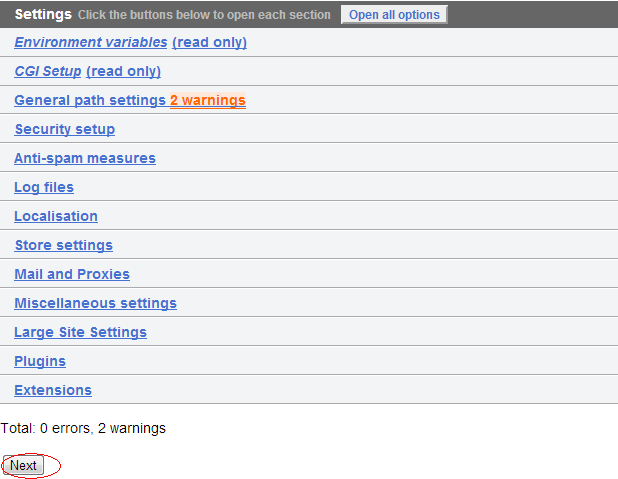 Settings Click the buttons below to open each section Open all options
Environment variables (read only)
CGI Setup (read only)
General path settings 2 warnings
Security setup
Anti-spam measures
Log files
Localisation
Store settings
Mail and Proxies
Miscellaneous settings
Large Site Settings
Plugins
Extensions
Total: 0 errors, 2 warnings
Next